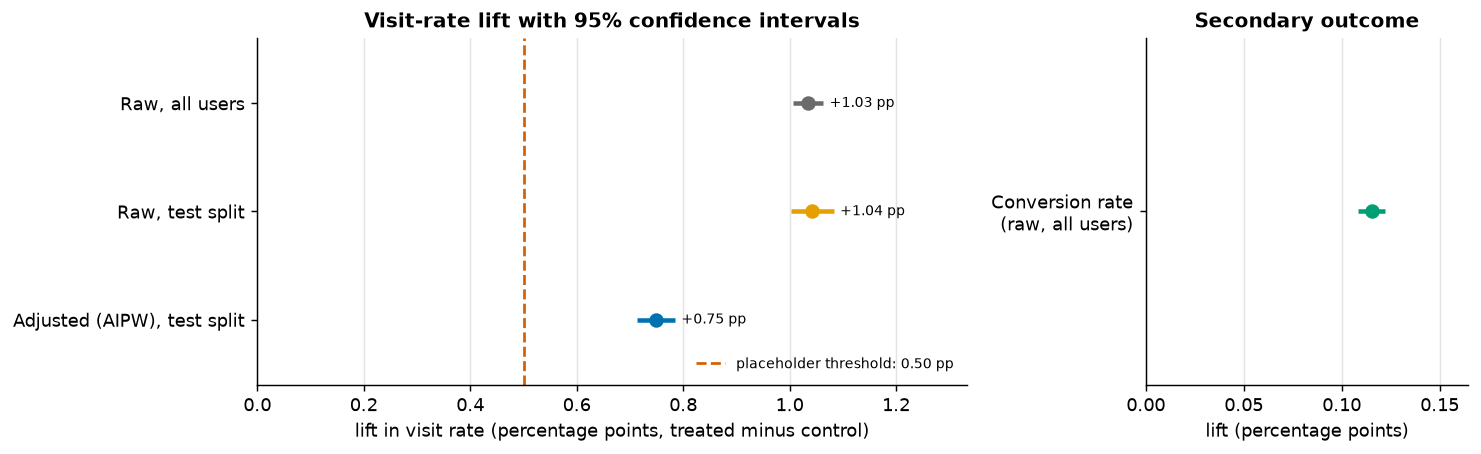 Visit-rate lift with 95% confidence intervals
Raw, all users
+1.03 pp
Raw, test split
+1.04 pp
Adjusted (AIPW), test split
+0.75 pp
placeholder threshold: 0.50 pp
0.0 0.2 0.4 0.6 0.8 1.0 1.2
lift in visit rate (percentage points, treated minus control)
Secondary outcome
Conversion rate
(raw, all users)
0.00 0.05 0.10 0.15
lift (percentage points)